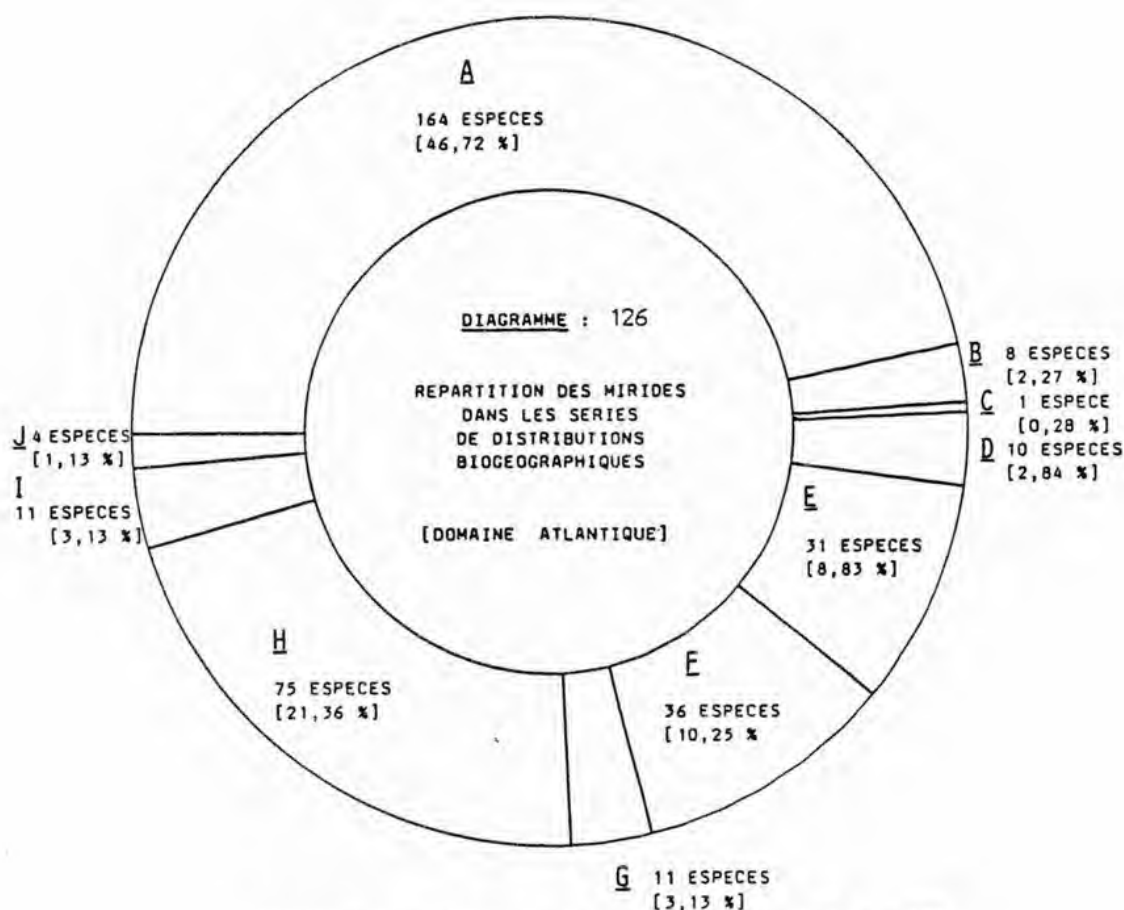 A
164 ESPECES
[46,72 %]
B 8 ESPECES
[2,27 %]
C 1 ESPECE
[0,28 %]
D 10 ESPECES
[2,84 %]
E
31 ESPECES
[8,83 %]
F
36 ESPECES
[10,25 %
G 11 ESPECES
[3,13 %]
H
75 ESPECES
[21,36 %]
I
11 ESPECES
[3,13 %]
J 4 ESPECES
[1,13 %]
DIAGRAMME : 126
REPARTITION DES MIRIDES
DANS LES SERIES
DE DISTRIBUTIONS
BIOGEOGRAPHIQUES
[DOMAINE ATLANTIQUE]